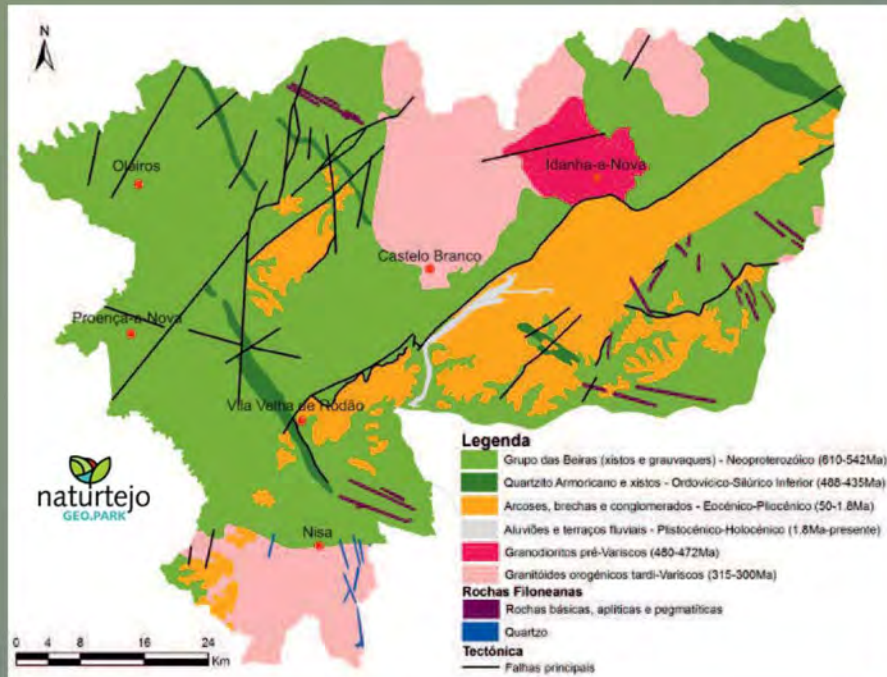 N
Oleiros
Idanha-a-Nova
Castelo Branco
Proença-a-Nova
Vila Velha de Ródão
naturtejo
GEO.PARK
Nisa
0 4 8 16 24
Km
Legenda
Grupo das Beiras (xistos e grauvaques) - Neoproterozóico (610-542Ma)
Quartzito Armoricano e xistos - Ordovícico-Silúrico Inferior (488-435Ma)
Arcoses, brechas e conglomerados - Eocénico-Pliocénico (50-1.8Ma)
Aluviões e terraços fluviais - Plistocénico-Holocénico (1.8Ma-presente)
Granodioritos pré-Variscos (480-472Ma)
Granitóides orogénicos tardi-Variscos (315-300Ma)
Rochas Filoneanas
Rochas básicas, aplíticas e pegmatíticas
Quartzo
Tectónica
Falhas principais